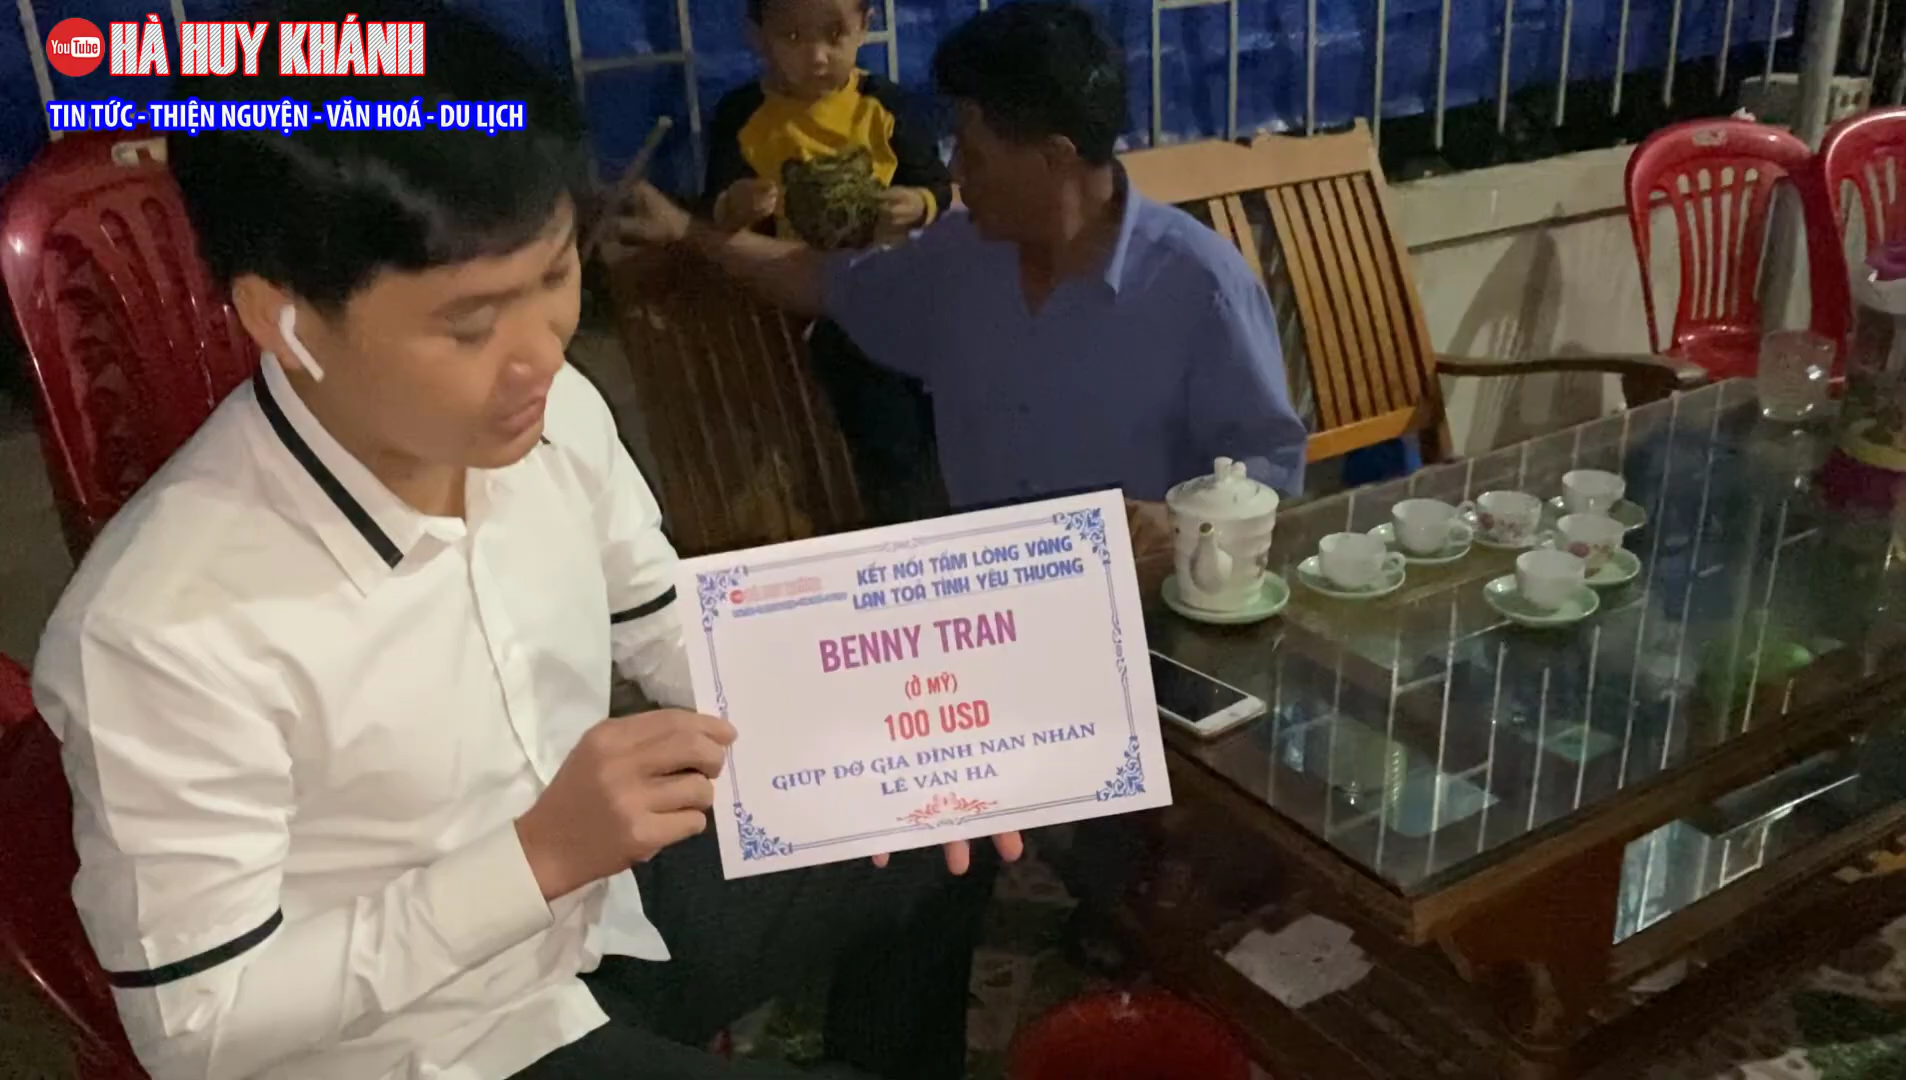 YouTube HÀ HUY KHÁNH
TIN TỨC - THIỆN NGUYỆN - VĂN HOÁ - DU LỊCH
KẾT NỐI TẤM LÒNG VÀNG
LAN TOẢ TÌNH YÊU THƯƠNG
BENNY TRAN
(Ở MỸ)
100 USD
GIÚP ĐỠ GIA ĐÌNH NẠN NHÂN
LÊ VĂN HÀ